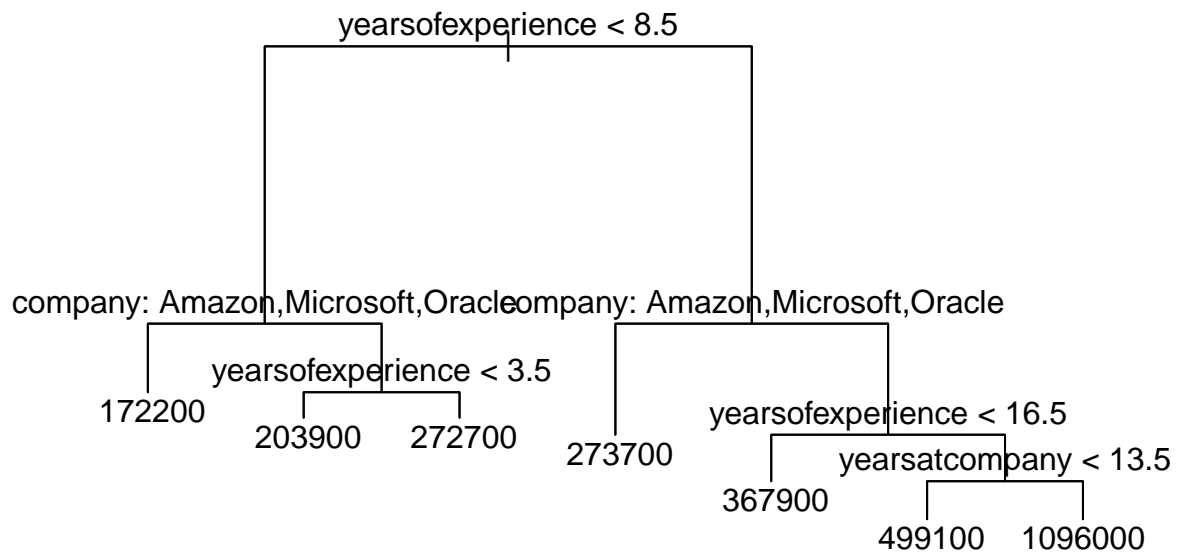 yearsofexperience < 8.5
company: Amazon,Microsoft,Oracle
company: Amazon,Microsoft,Oracle
yearsofexperience < 3.5
172200
203900
272700
273700
yearsofexperience < 16.5
yearsatcompany < 13.5
367900
499100
1096000